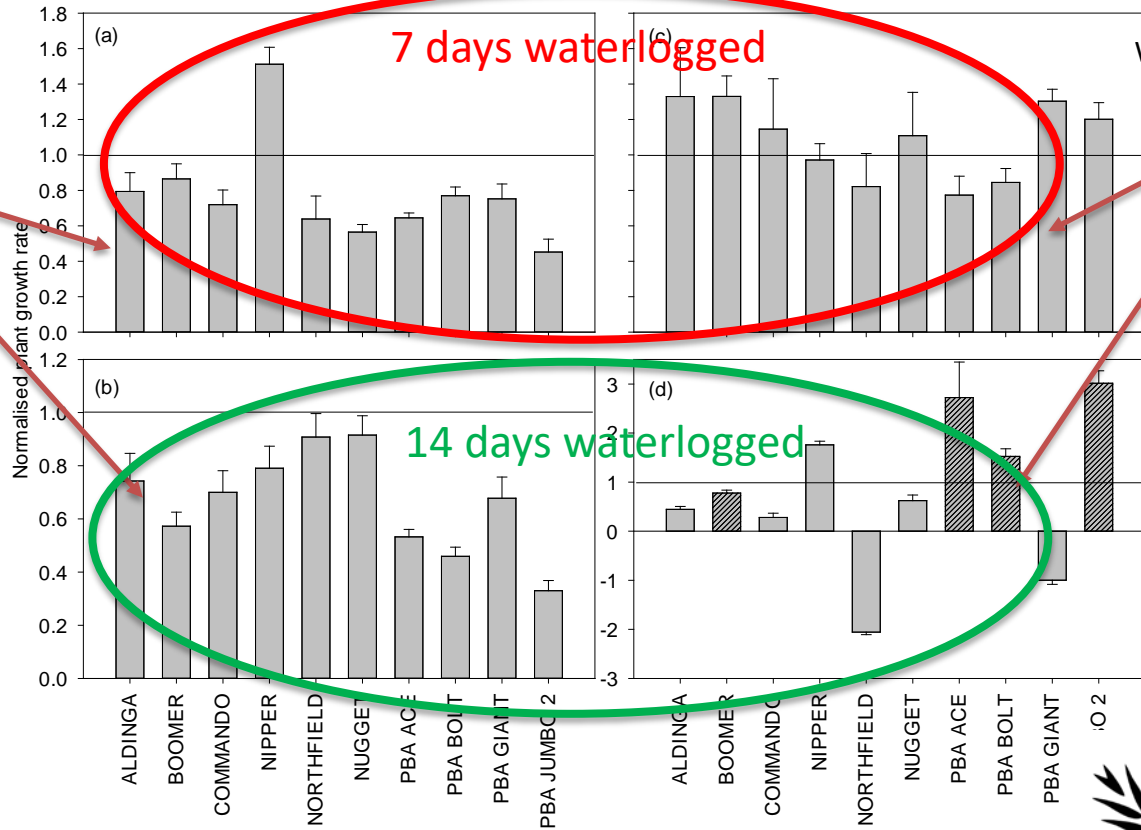 (a)
7 days waterlogged
(c)
1.8
1.6
1.4
1.2
1.0
0.8
0.6
0.4
0.2
0.0
Normalised plant growth rate
(b)
14 days waterlogged
(d)
1.2
1.0
0.8
0.6
0.4
0.2
0.0
3
2
1
0
-1
-2
-3
ALDINGA
BOOMER
COMMANDO
NIPPER
NORTHFIELD
NUGGET
PBA ACE
PBA BOLT
PBA GIANT
PBA JUMBO 2
ALDINGA
BOOMER
COMMANDO
NIPPER
NORTHFIELD
NUGGET
PBA ACE
PBA BOLT
PBA GIANT